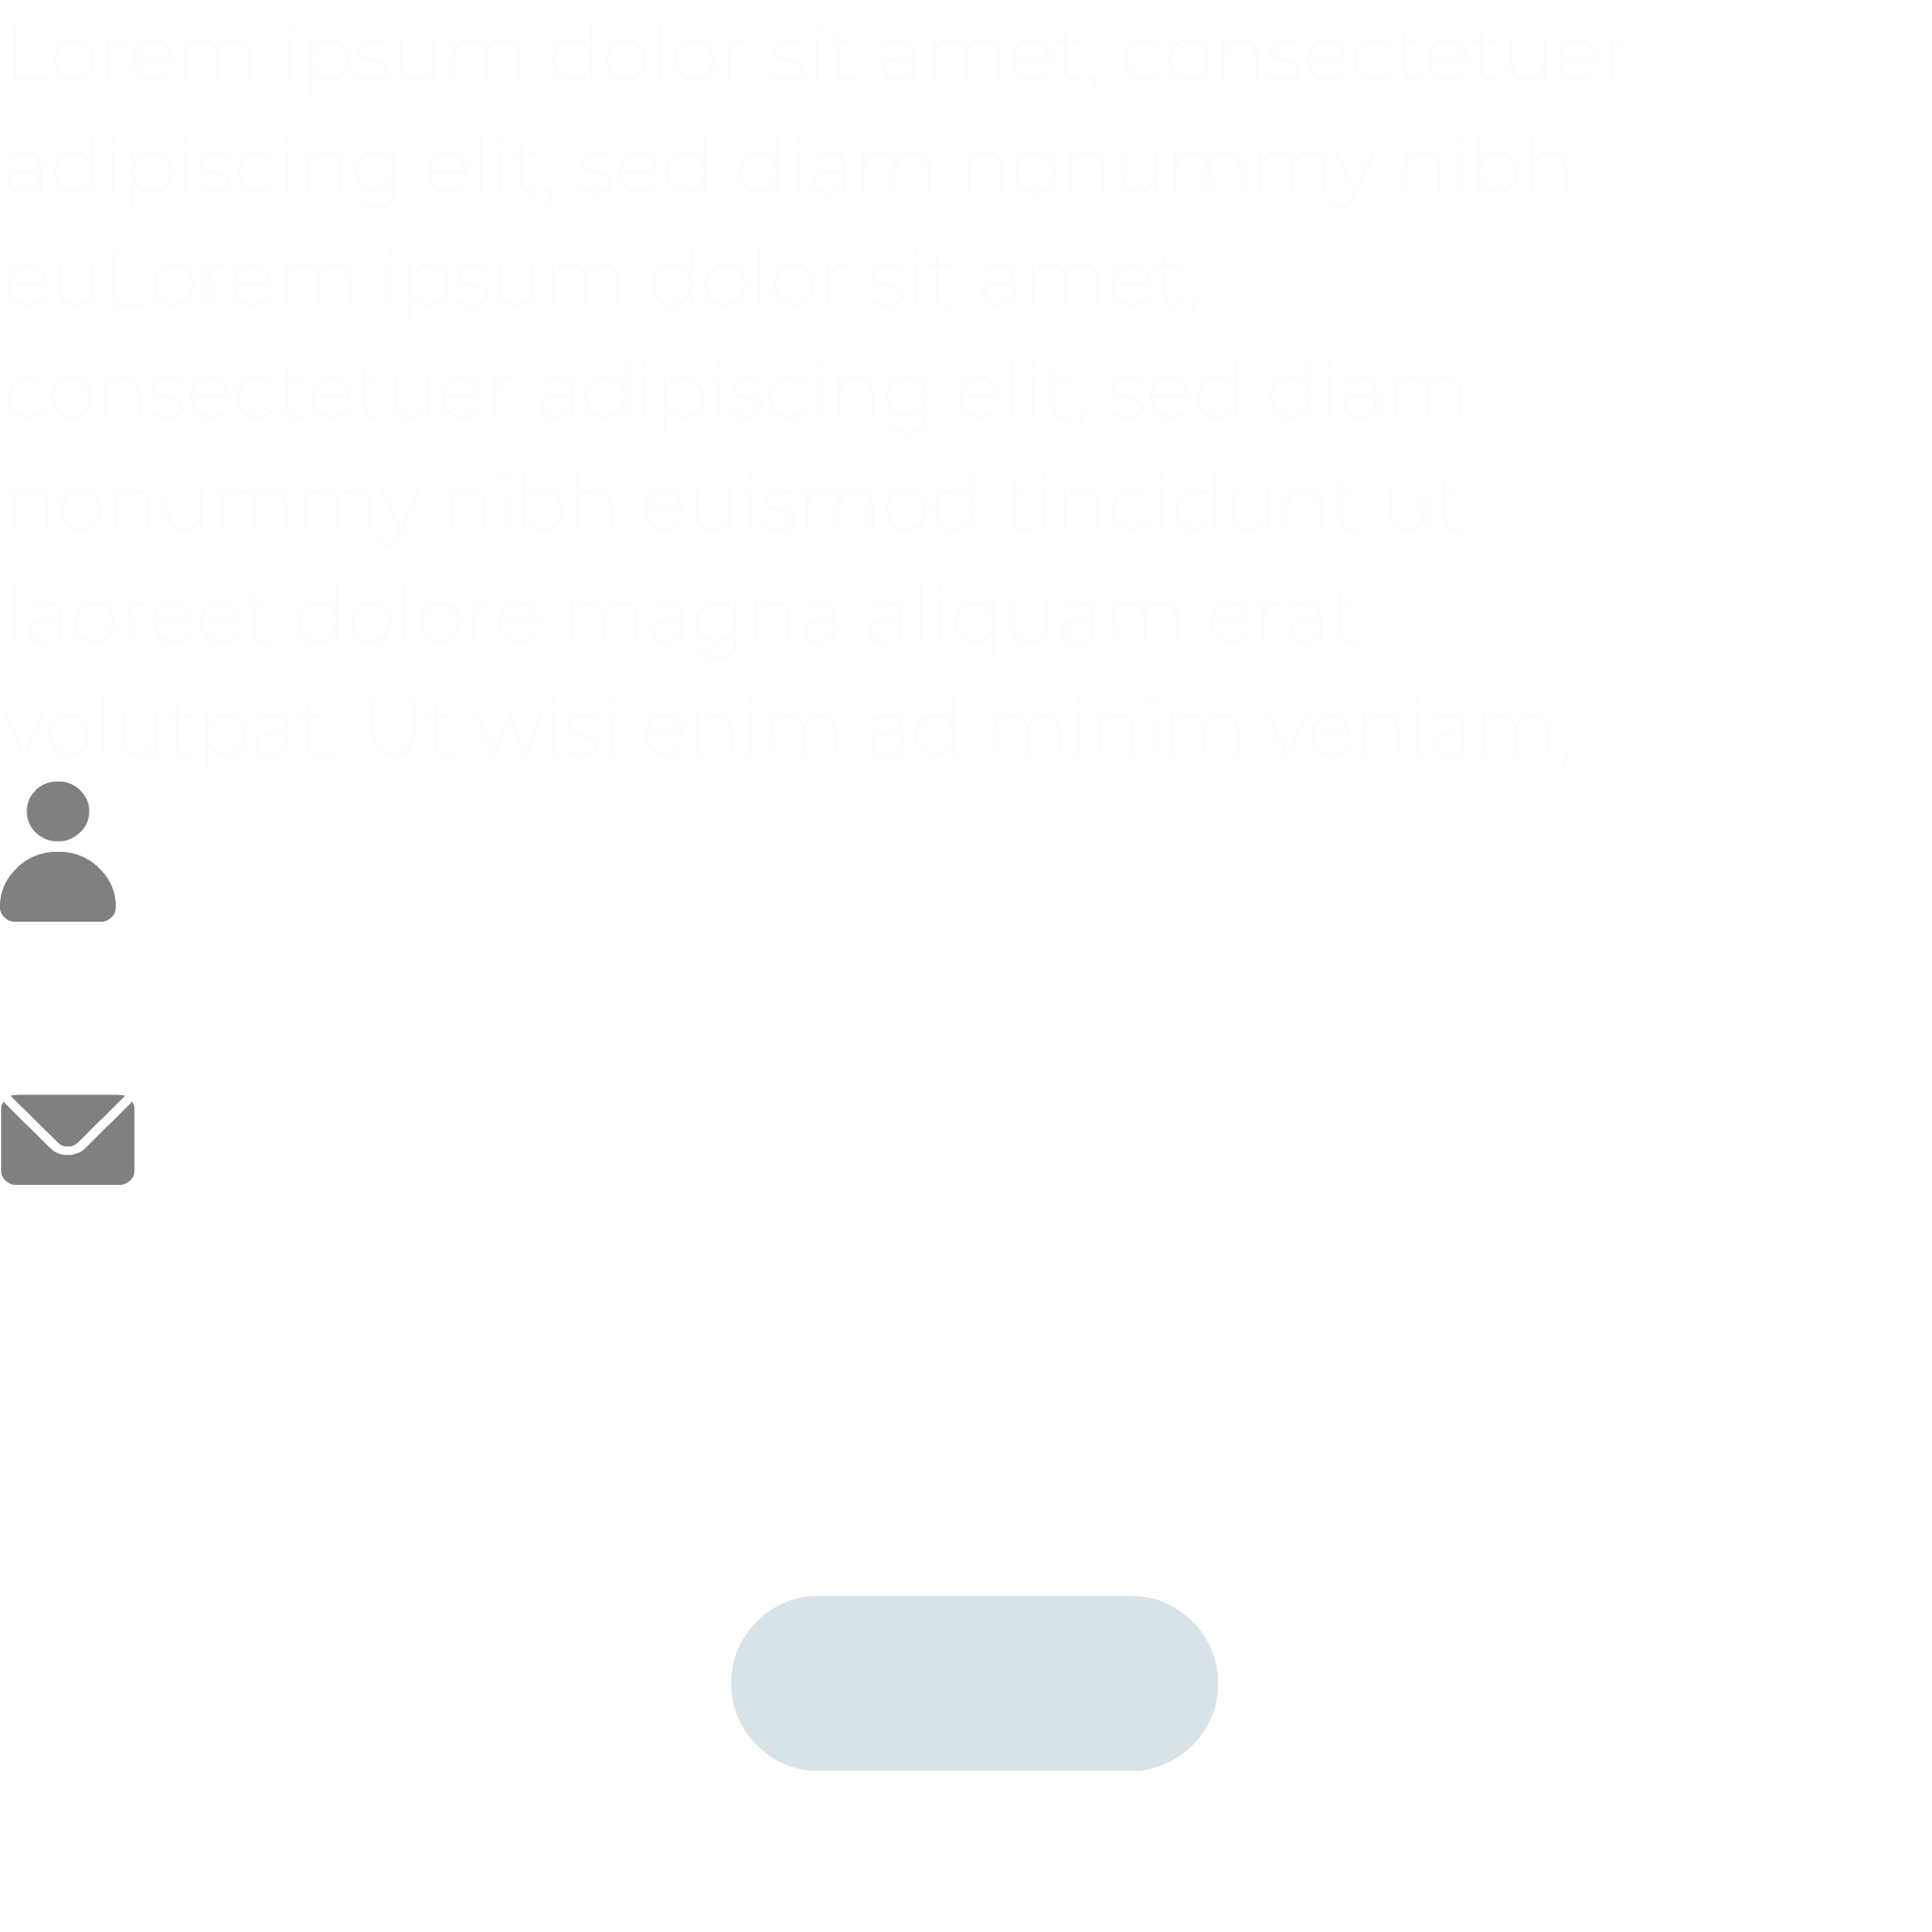 Lorem ipsum dolor sit amet, consectetuer
adipiscing elit, sed diam nonummy nibh
euLorem ipsum dolor sit amet,
consectetuer adipiscing elit, sed diam
nonummy nibh euismod tincidunt ut
laoreet dolore magna aliquam erat
volutpat. Ut wisi enim ad minim veniam,